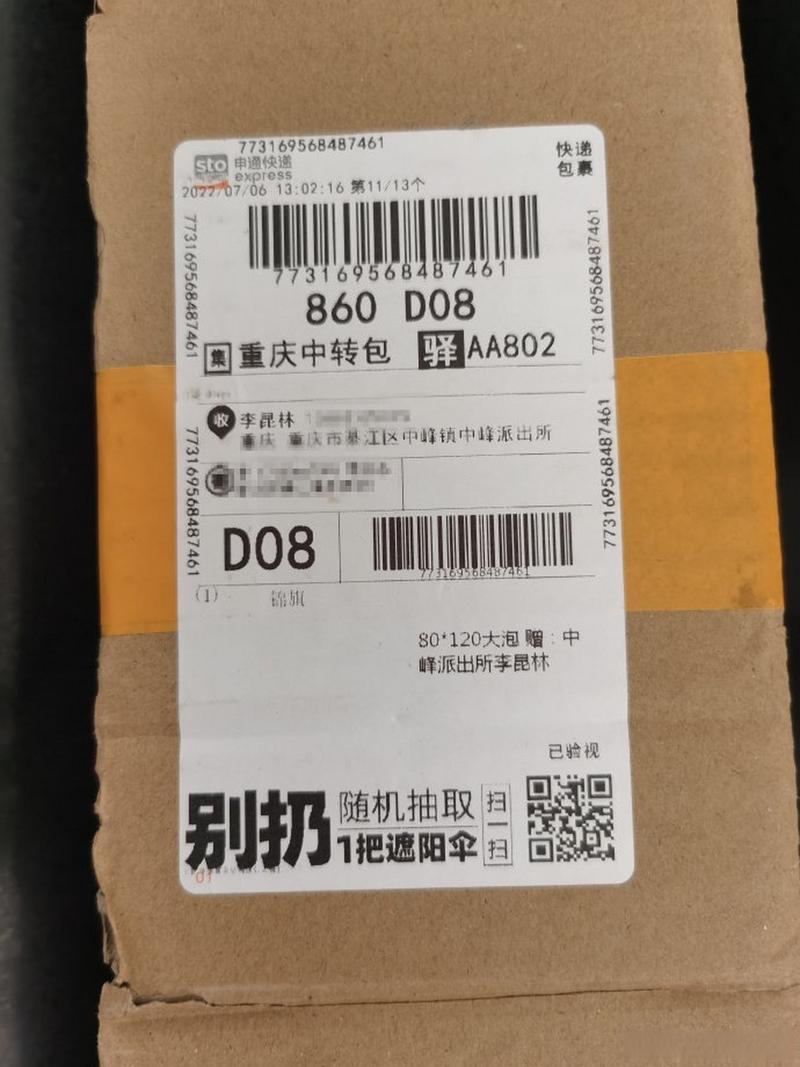 773169568487461
快递
包裹
sto 申通快递
express
2022/07/06 13:02:16 第11/13个
773169568487461
773169568487461
773169568487461
860 D08
集 重庆中转包 驿 AA802
收 李昆林
重庆 重庆市綦江区中峰镇中峰派出所
773169568487461
773169568487461
D08
773169568487461
(1) 锦旗
80*120大泡 赠:中
峰派出所李昆林
已验视
别扔
随机抽取
1把遮阳伞
扫一扫
01